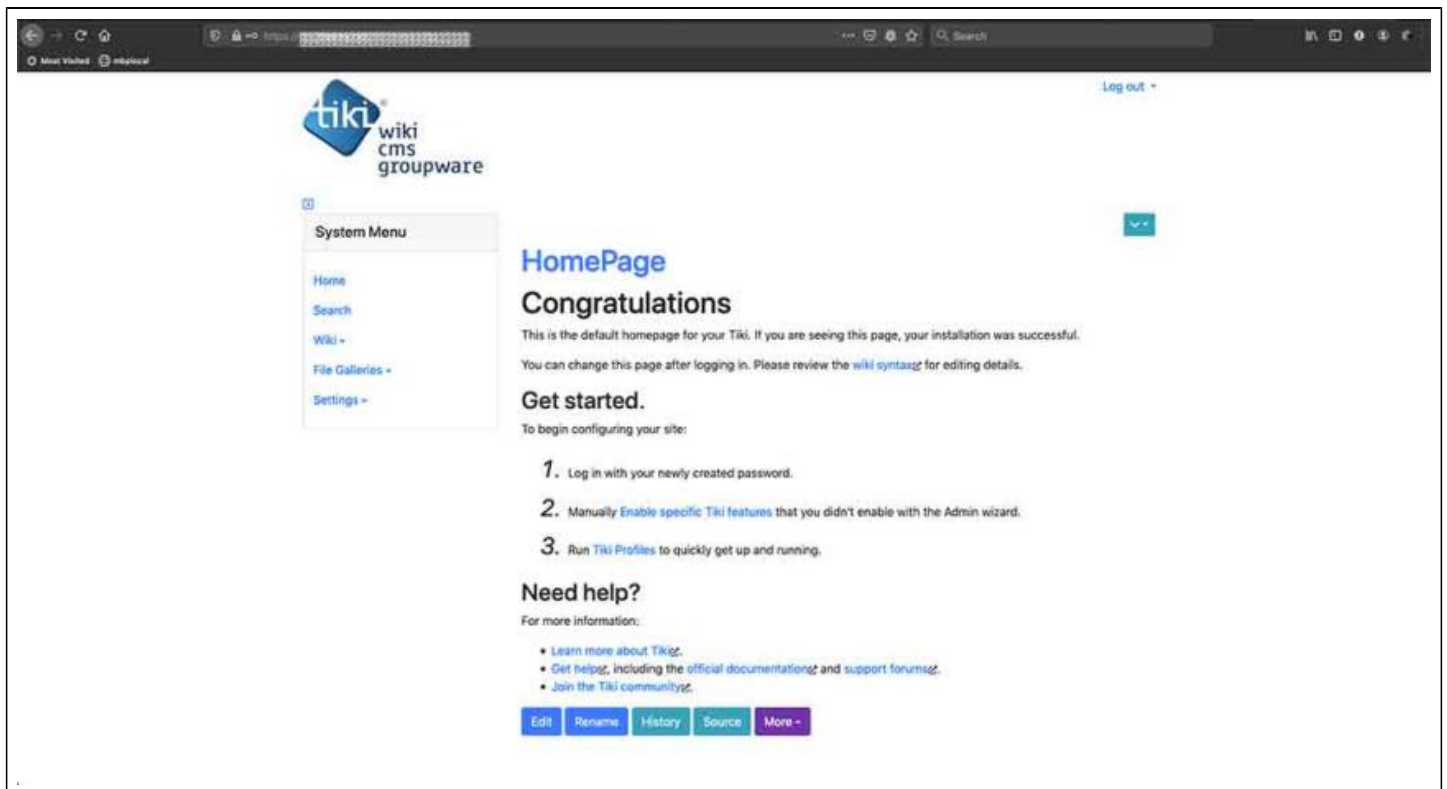 https://
Search
Most Visited
mbplocal
Log out
tiki®
wiki
cms
groupware
System Menu
Home
Search
Wiki
File Galleries
Settings
HomePage
Congratulations
This is the default homepage for your Tiki. If you are seeing this page, your installation was successful.
You can change this page after logging in. Please review the wiki syntax for editing details.
Get started.
To begin configuring your site:
1. Log in with your newly created password.
2. Manually Enable specific Tiki features that you didn't enable with the Admin wizard.
3. Run Tiki Profiles to quickly get up and running.
Need help?
For more information:
• Learn more about Tiki.
• Get help, including the official documentation and support forums.
• Join the Tiki community.
Edit Rename History Source More